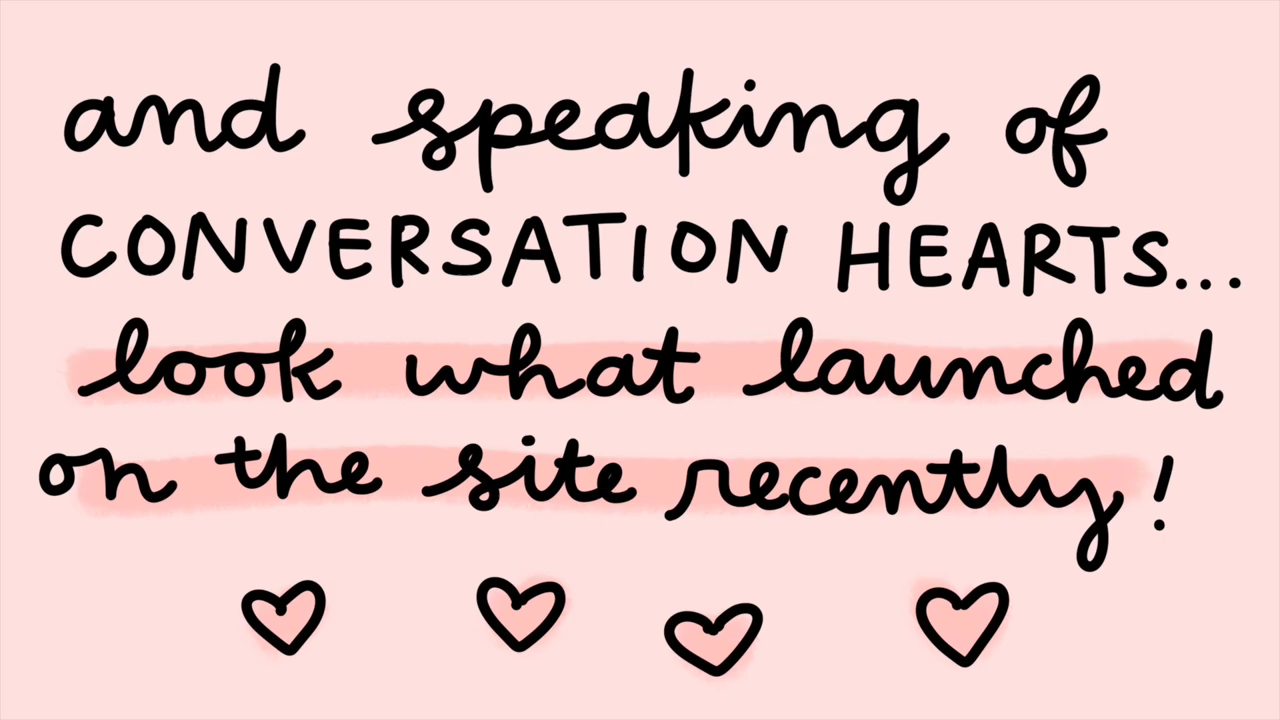 and speaking of
CONVERSATION HEARTS...
look what launched
on the site recently!